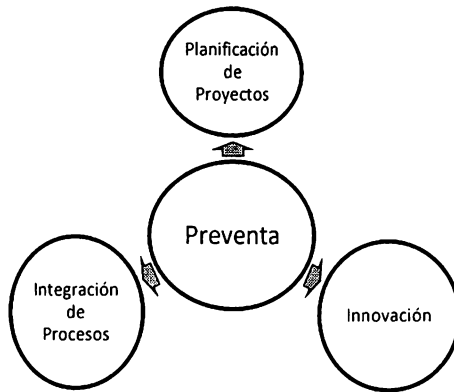 Planificación
de
Proyectos
Preventa
Integración
de
Procesos
Innovación